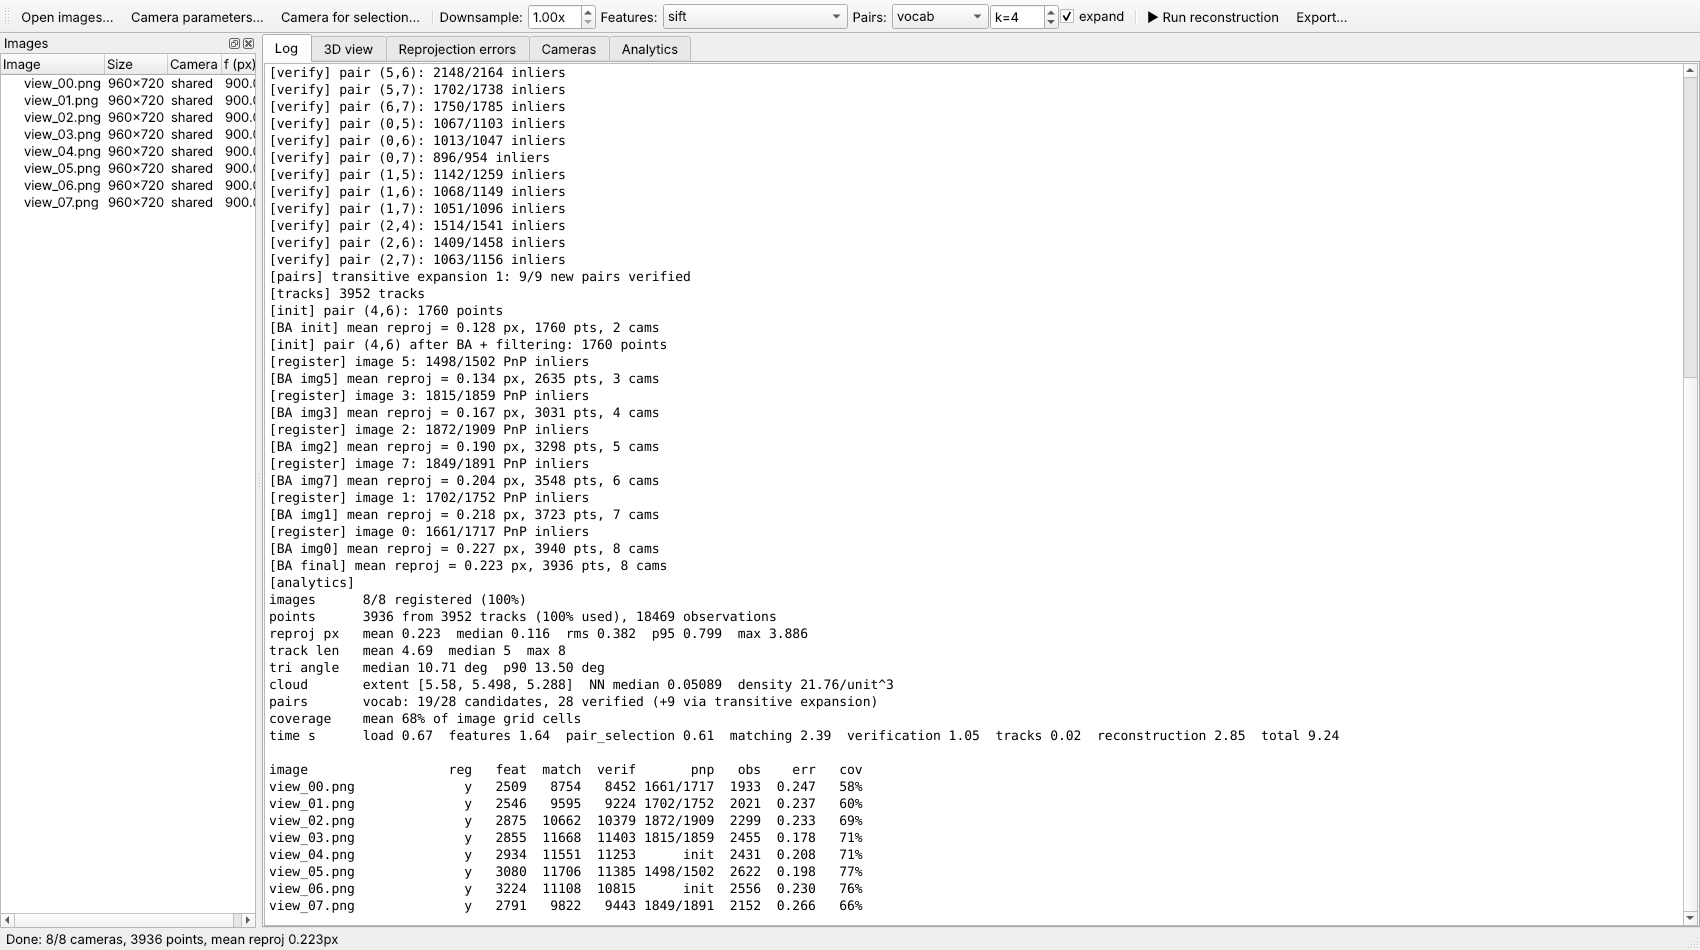 Open images... Camera parameters... Camera for selection... Downsample: 1.00x Features: sift Pairs: vocab k=4 expand Run reconstruction Export...
Images
Image Size Camera f (px)
view_00.png 960×720 shared 900.
view_01.png 960×720 shared 900.
view_02.png 960×720 shared 900.
view_03.png 960×720 shared 900.
view_04.png 960×720 shared 900.
view_05.png 960×720 shared 900.
view_06.png 960×720 shared 900.
view_07.png 960×720 shared 900.
Log 3D view Reprojection errors Cameras Analytics
[verify] pair (5,6): 2148/2164 inliers
[verify] pair (5,7): 1702/1738 inliers
[verify] pair (6,7): 1750/1785 inliers
[verify] pair (0,5): 1067/1103 inliers
[verify] pair (0,6): 1013/1047 inliers
[verify] pair (0,7): 896/954 inliers
[verify] pair (1,5): 1142/1259 inliers
[verify] pair (1,6): 1068/1149 inliers
[verify] pair (1,7): 1051/1096 inliers
[verify] pair (2,4): 1514/1541 inliers
[verify] pair (2,6): 1409/1458 inliers
[verify] pair (2,7): 1063/1156 inliers
[pairs] transitive expansion 1: 9/9 new pairs verified
[tracks] 3952 tracks
[init] pair (4,6): 1760 points
[BA init] mean reproj = 0.128 px, 1760 pts, 2 cams
[init] pair (4,6) after BA + filtering: 1760 points
[register] image 5: 1498/1502 PnP inliers
[BA img5] mean reproj = 0.134 px, 2635 pts, 3 cams
[register] image 3: 1815/1859 PnP inliers
[BA img3] mean reproj = 0.167 px, 3031 pts, 4 cams
[register] image 2: 1872/1909 PnP inliers
[BA img2] mean reproj = 0.190 px, 3298 pts, 5 cams
[register] image 7: 1849/1891 PnP inliers
[BA img7] mean reproj = 0.204 px, 3548 pts, 6 cams
[register] image 1: 1702/1752 PnP inliers
[BA img1] mean reproj = 0.218 px, 3723 pts, 7 cams
[register] image 0: 1661/1717 PnP inliers
[BA img0] mean reproj = 0.227 px, 3940 pts, 8 cams
[BA final] mean reproj = 0.223 px, 3936 pts, 8 cams
[analytics]
images 8/8 registered (100%)
points 3936 from 3952 tracks (100% used), 18469 observations
reproj px mean 0.223 median 0.116 rms 0.382 p95 0.799 max 3.886
track len mean 4.69 median 5 max 8
tri angle median 10.71 deg p90 13.50 deg
cloud extent [5.58, 5.498, 5.288] NN median 0.05089 density 21.76/unit^3
pairs vocab: 19/28 candidates, 28 verified (+9 via transitive expansion)
coverage mean 68% of image grid cells
time s load 0.67 features 1.64 pair_selection 0.61 matching 2.39 verification 1.05 tracks 0.02 reconstruction 2.85 total 9.24
image reg feat match verif pnp obs err cov
view_00.png y 2509 8754 8452 1661/1717 1933 0.247 58%
view_01.png y 2546 9595 9224 1702/1752 2021 0.237 60%
view_02.png y 2875 10662 10379 1872/1909 2299 0.233 69%
view_03.png y 2855 11668 11403 1815/1859 2455 0.178 71%
view_04.png y 2934 11551 11253 init 2431 0.208 71%
view_05.png y 3080 11706 11385 1498/1502 2622 0.198 77%
view_06.png y 3224 11108 10815 init 2556 0.230 76%
view_07.png y 2791 9822 9443 1849/1891 2152 0.266 66%
Done: 8/8 cameras, 3936 points, mean reproj 0.223px